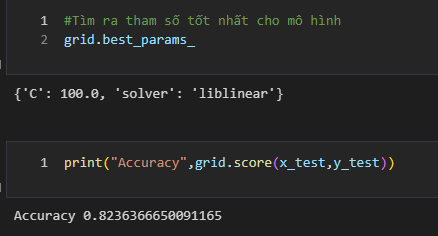 1 #Tìm ra tham số tốt nhất cho mô hình
2 grid.best_params_
{'C': 100.0, 'solver': 'liblinear'}
1 print("Accuracy",grid.score(x_test,y_test))
Accuracy 0.8236366650091165